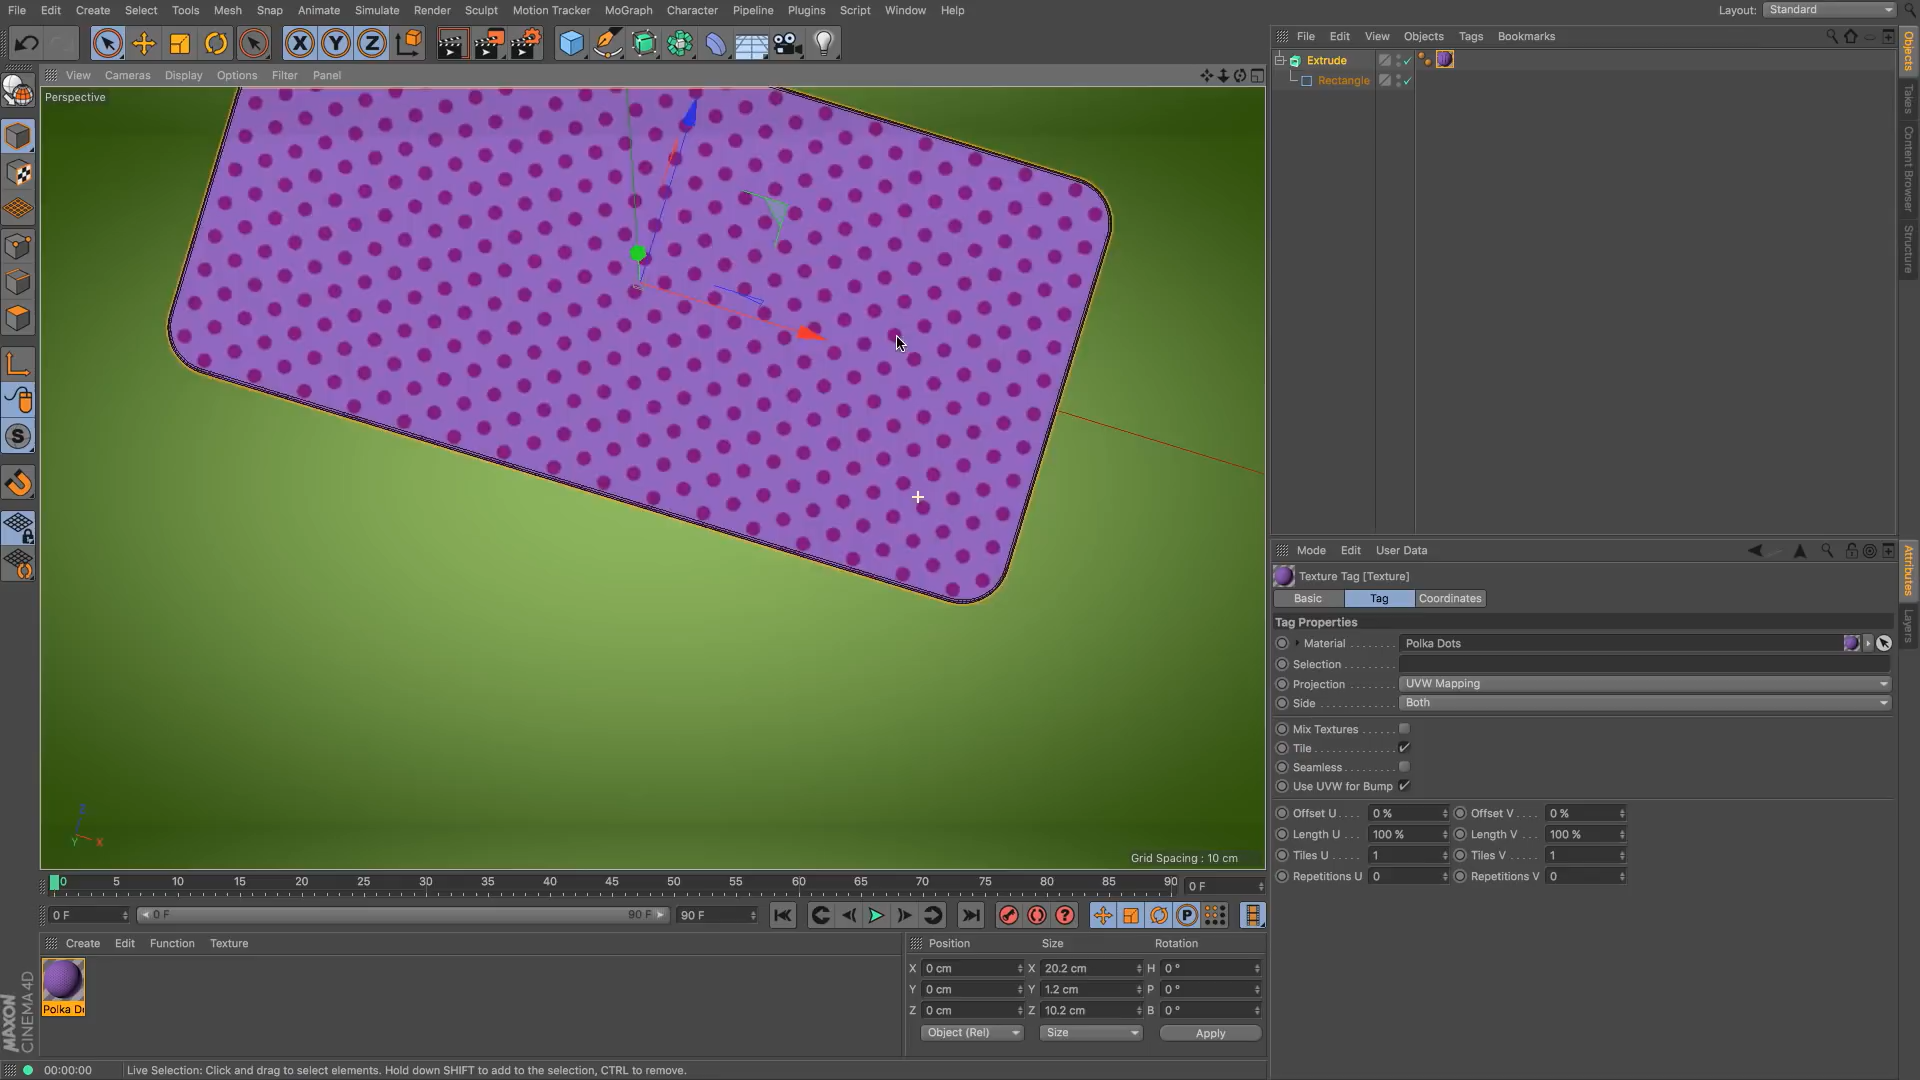 File Edit Create Select Tools Mesh Snap Animate Simulate Render Sculpt Motion Tracker MoGraph Character Pipeline Plugins Script Window Help Layout: Standard
File Edit View Objects Tags Bookmarks
View Cameras Display Options Filter Panel
Perspective
Extrude
Rectangle
Objects
Takes
Content Browser
Structure
X Y Z
Grid Spacing : 10 cm
Mode Edit User Data
Texture Tag [Texture]
Basic Tag Coordinates
Tag Properties
Material Polka Dots
Selection
Projection UVW Mapping
Side Both
Mix Textures
Tile
Seamless
Use UVW for Bump
Offset U 0 % Offset V 0 %
Length U 100 % Length V 100 %
Tiles U 1 Tiles V 1
Repetitions U 0 Repetitions V 0
Attributes
Layers
0 5 10 15 20 25 30 35 40 45 50 55 60 65 70 75 80 85 90 0 F
0 F 0 F 90 F 90 F
Create Edit Function Texture
Polka D
Position Size Rotation
X 0 cm X 20.2 cm H 0 °
Y 0 cm Y 1.2 cm P 0 °
Z 0 cm Z 10.2 cm B 0 °
Object (Rel) Size Apply
MAXON
CINEMA 4D
00:00:00 Live Selection: Click and drag to select elements. Hold down SHIFT to add to the selection, CTRL to remove.